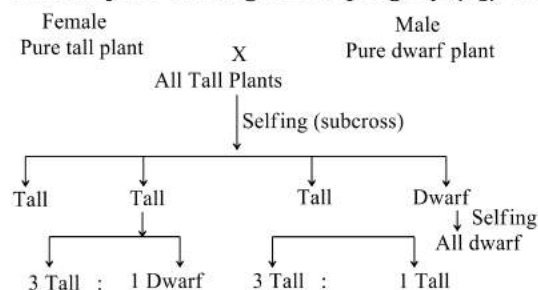 Female Male
Pure tall plant Pure dwarf plant
X
All Tall Plants
Selfing (subcross)
Tall Tall Tall Dwarf
Selfing
All dwarf
3 Tall : 1 Dwarf 3 Tall : 1 Tall